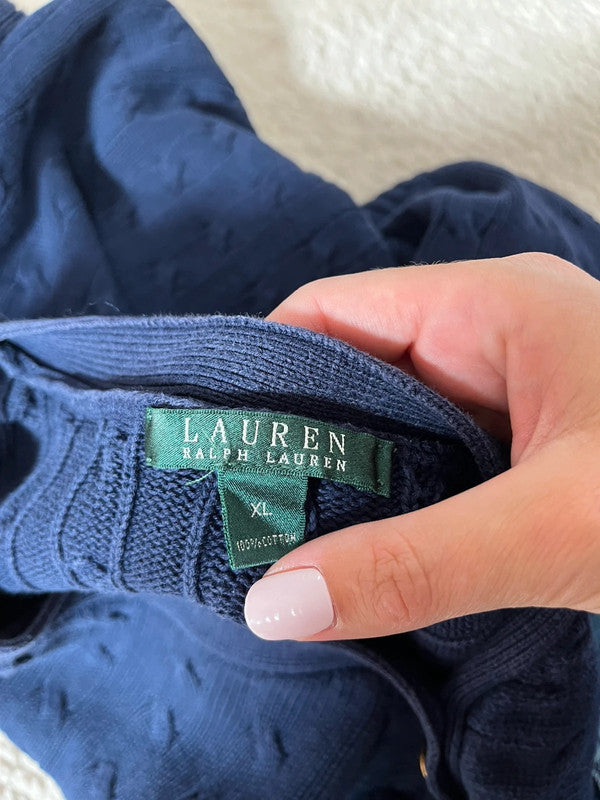 LAUREN
RALPH LAUREN
XL
100% COTTON